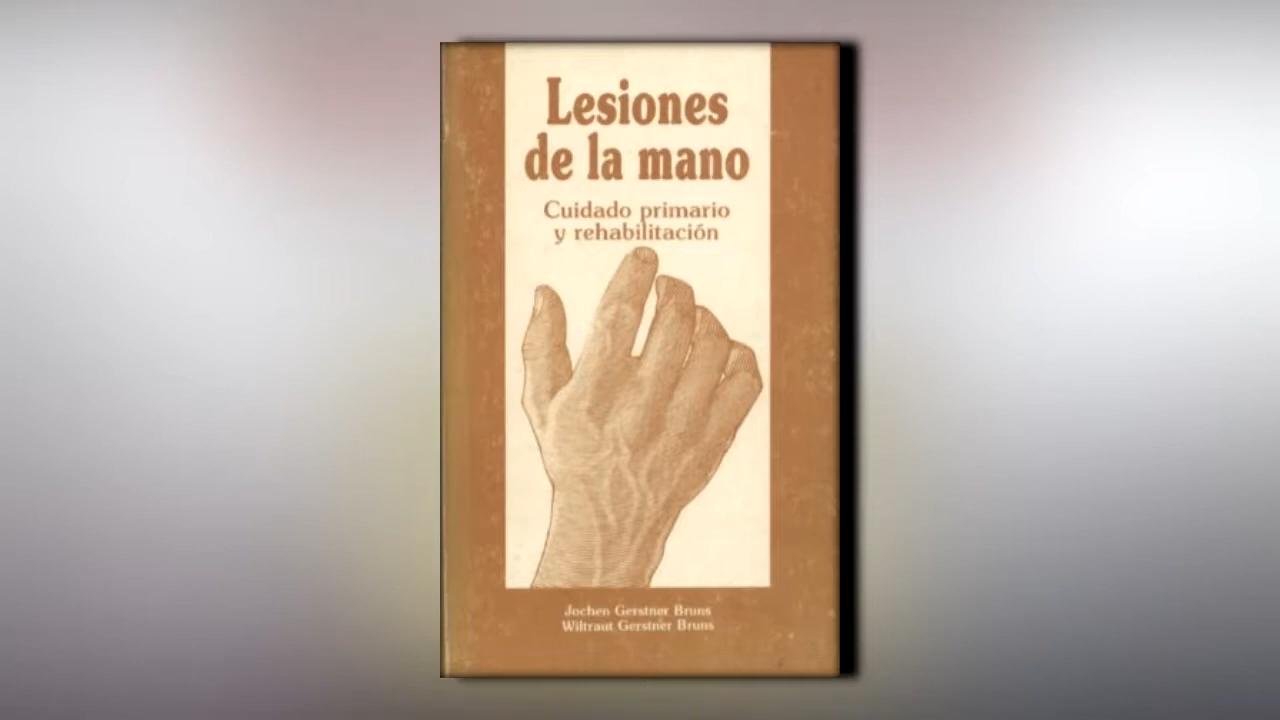 Lesiones
de la mano
Cuidado primario
y rehabilitación
Jochen Gerstner Bruns
Wiltraut Gerstner Bruns